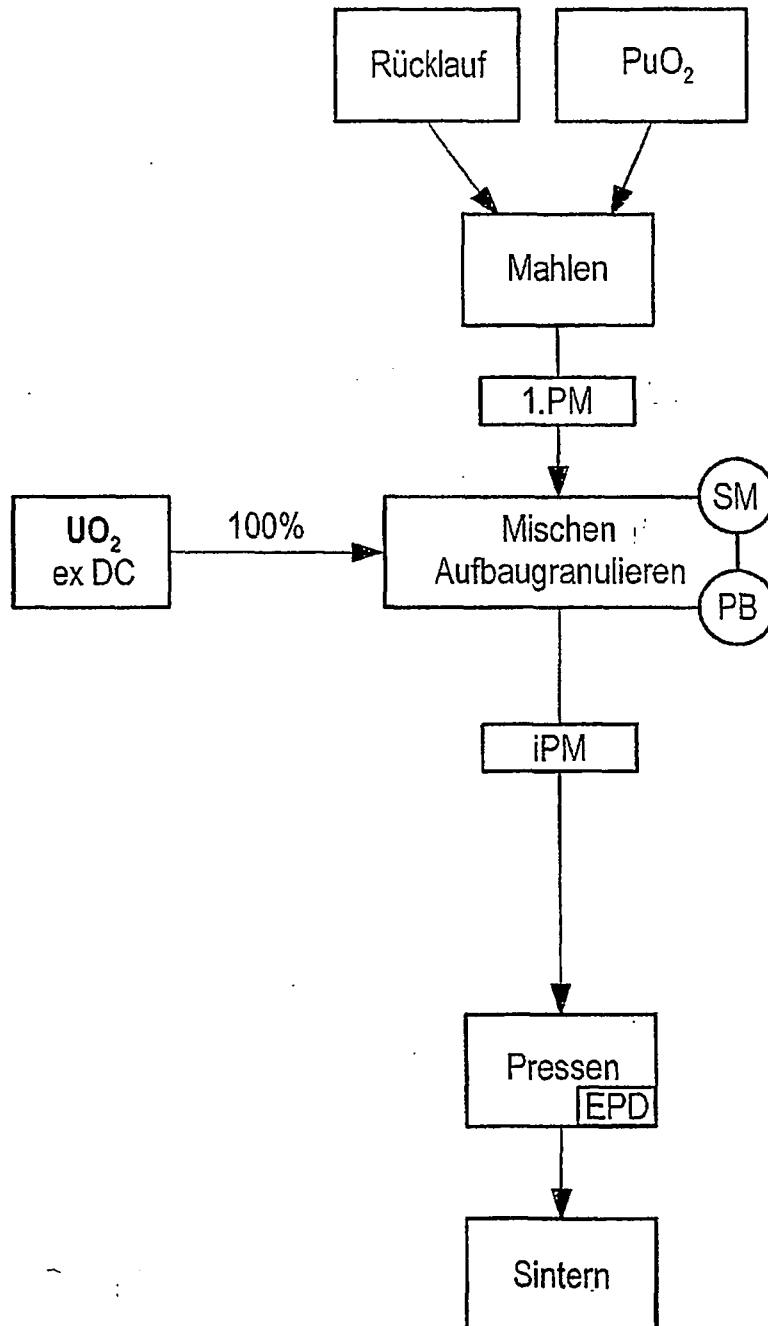 Rücklauf
PuO₂
Mahlen
1.PM
UO₂
ex DC
100%
Mischen
Aufbaugranulieren
SM
PB
iPM
Pressen
EPD
Sintern